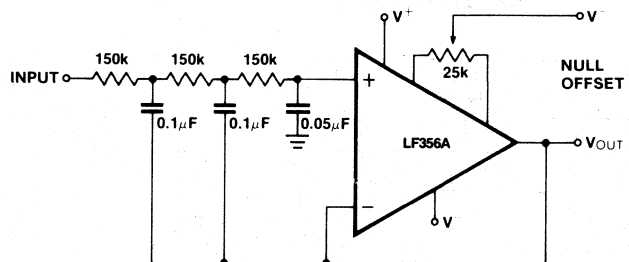 V+
V-
150k
150k
150k
25k
NULL
OFFSET
INPUT
+
0.1µF
0.1µF
0.05µF
LF356A
VOUT
−
V